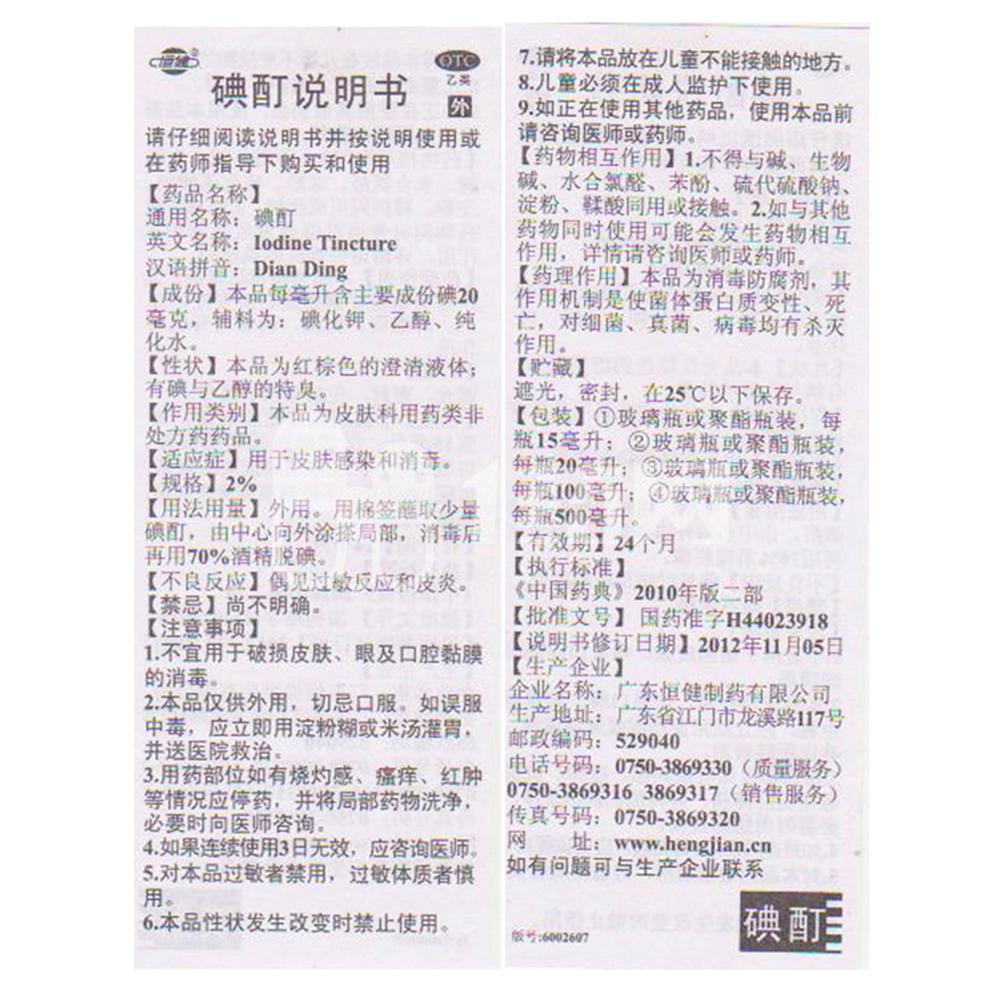 恒健
OTC
乙类
外
碘酊说明书
请仔细阅读说明书并按说明使用或
在药师指导下购买和使用
【药品名称】
通用名称：碘酊
英文名称：Iodine Tincture
汉语拼音：Dian Ding
【成份】本品每毫升含主要成份碘20
毫克，辅料为：碘化钾、乙醇、纯
化水。
【性状】本品为红棕色的澄清液体；
有碘与乙醇的特臭。
【作用类别】本品为皮肤科用药类非
处方药药品。
【适应症】用于皮肤感染和消毒。
【规格】2%
【用法用量】外用。用棉签蘸取少量
碘酊，由中心向外涂搽局部，消毒后
再用70%酒精脱碘。
【不良反应】偶见过敏反应和皮炎。
【禁忌】尚不明确。
【注意事项】
1.不宜用于破损皮肤、眼及口腔黏膜
的消毒。
2.本品仅供外用，切忌口服。如误服
中毒，应立即用淀粉糊或米汤灌胃，
并送医院救治。
3.用药部位如有烧灼感、瘙痒、红肿
等情况应停药，并将局部药物洗净，
必要时向医师咨询。
4.如果连续使用3日无效，应咨询医师。
5.对本品过敏者禁用，过敏体质者慎
用。
6.本品性状发生改变时禁止使用。
7.请将本品放在儿童不能接触的地方。
8.儿童必须在成人监护下使用。
9.如正在使用其他药品，使用本品前
请咨询医师或药师。
【药物相互作用】1.不得与碱、生物
碱、水合氯醛、苯酚、硫代硫酸钠、
淀粉、鞣酸同用或接触。2.如与其他
药物同时使用可能会发生药物相互
作用，详情请咨询医师或药师。
【药理作用】本品为消毒防腐剂，其
作用机制是使菌体蛋白质变性、死
亡，对细菌、真菌、病毒均有杀灭
作用。
【贮藏】
遮光，密封，在25℃以下保存。
【包装】①玻璃瓶或聚酯瓶装，每
瓶15毫升；②玻璃瓶或聚酯瓶装，
每瓶20毫升；③玻璃瓶或聚酯瓶装，
每瓶100毫升；④玻璃瓶或聚酯瓶装，
每瓶500毫升。
【有效期】24个月
【执行标准】
《中国药典》2010年版二部
【批准文号】 国药准字H44023918
【说明书修订日期】2012年11月05日
【生产企业】
企业名称：广东恒健制药有限公司
生产地址：广东省江门市龙溪路117号
邮政编码：529040
电话号码：0750-3869330（质量服务）
0750-3869316 3869317（销售服务）
传真号码：0750-3869320
网 址：www.hengjian.cn
如有问题可与生产企业联系
碘酊
版号:6002607